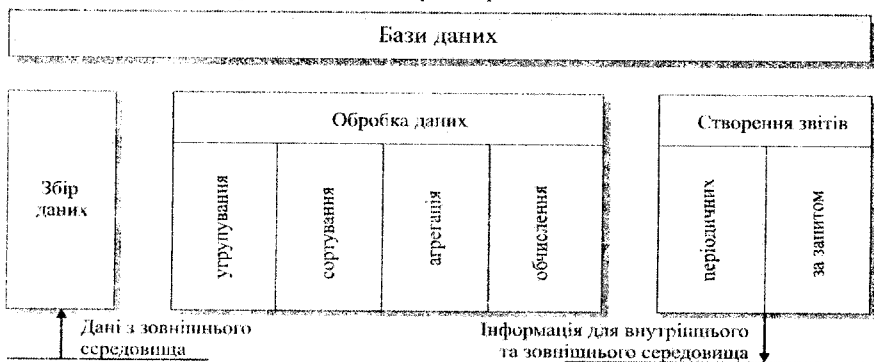 Бази даних
Збір
даних
Обробка даних
угрупування
сортування
агрегація
обчислення
Створення звітів
періодичних
за запитом
Дані з зовнішнього
середовища
Інформація для внутрішнього
та зовнішнього середовища